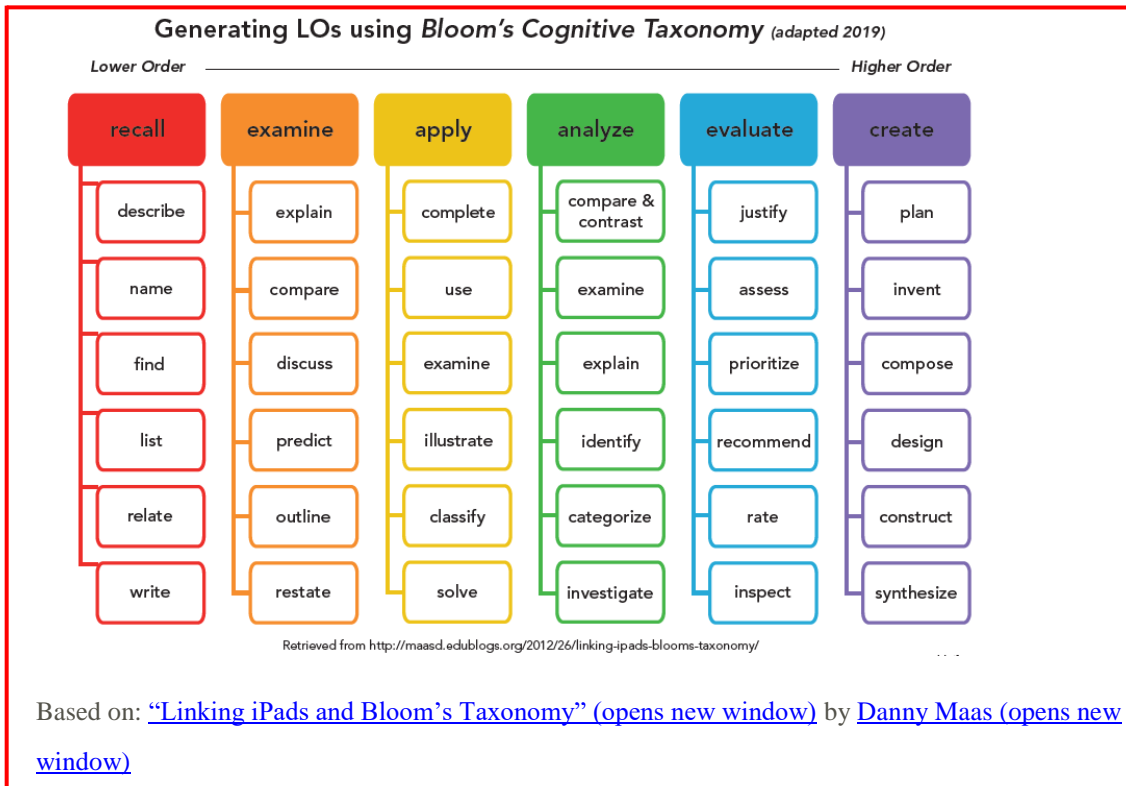 Generating LOs using Bloom's Cognitive Taxonomy (adapted 2019)
Lower Order
Higher Order
recall
examine
apply
analyze
evaluate
create
describe
explain
complete
compare &
contrast
justify
plan
name
compare
use
examine
assess
invent
find
discuss
examine
explain
prioritize
compose
list
predict
illustrate
identify
recommend
design
relate
outline
classify
categorize
rate
construct
write
restate
solve
investigate
inspect
synthesize
Retrieved from http://maasd.edublogs.org/2012/26/linking-ipads-blooms-taxonomy/
Based on: “Linking iPads and Bloom’s Taxonomy” (opens new window) by Danny Maas (opens new
window)